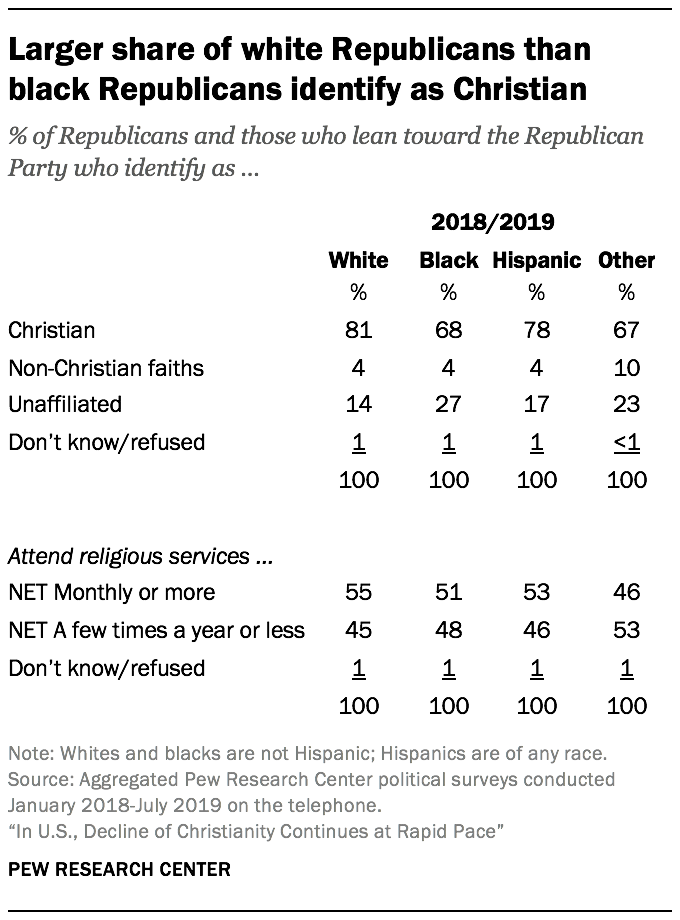 Larger share of white Republicans than
black Republicans identify as Christian
% of Republicans and those who lean toward the Republican
Party who identify as ...
2018/2019
White Black Hispanic Other
% % % %
Christian 81 68 78 67
Non-Christian faiths 4 4 4 10
Unaffiliated 14 27 17 23
Don't know/refused 1 1 1 <1
100 100 100 100
Attend religious services ...
NET Monthly or more 55 51 53 46
NET A few times a year or less 45 48 46 53
Don't know/refused 1 1 1 1
100 100 100 100
Note: Whites and blacks are not Hispanic; Hispanics are of any race.
Source: Aggregated Pew Research Center political surveys conducted
January 2018-July 2019 on the telephone.
“In U.S., Decline of Christianity Continues at Rapid Pace”
PEW RESEARCH CENTER